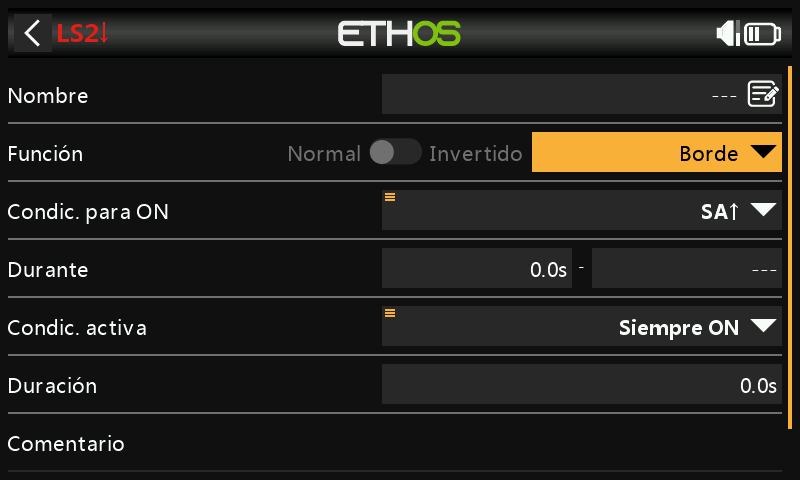 LS2↓ ETHOS
Nombre ---
Función Normal Invertido Borde
Condic. para ON SA↑
Durante 0.0s - ---
Condic. activa Siempre ON
Duración 0.0s
Comentario